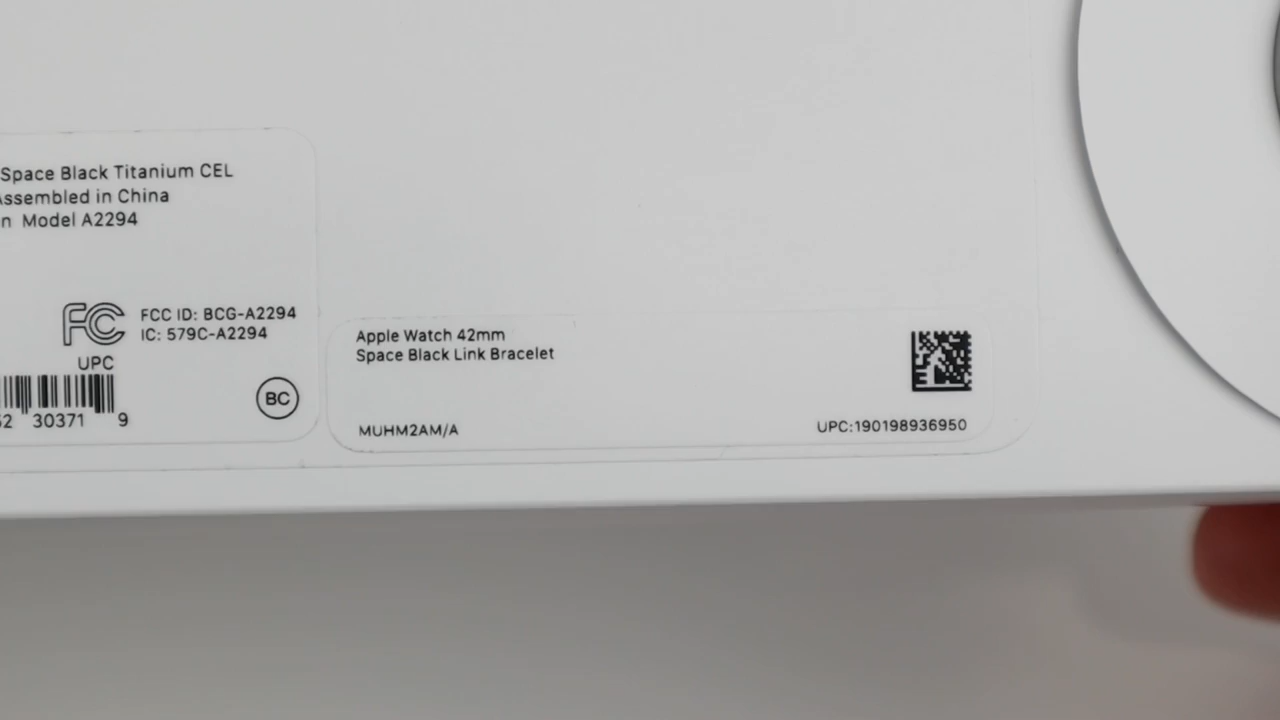 Space Black Titanium CEL
Assembled in China
Model A2294
FC
FCC ID: BCG-A2294
IC: 579C-A2294
UPC
30371 9
BC
Apple Watch 42mm
Space Black Link Bracelet
MUHM2AM/A
UPC:190198936950